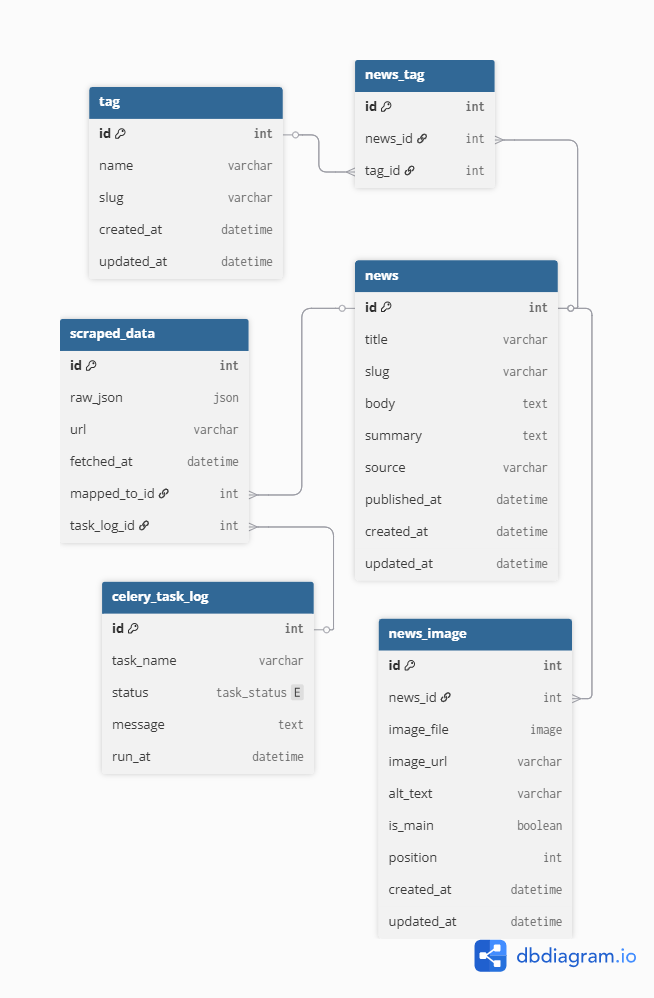 tag
id int
name varchar
slug varchar
created_at datetime
updated_at datetime
news_tag
id int
news_id int
tag_id int
news
id int
title varchar
slug varchar
body text
summary text
source varchar
published_at datetime
created_at datetime
updated_at datetime
scraped_data
id int
raw_json json
url varchar
fetched_at datetime
mapped_to_id int
task_log_id int
celery_task_log
id int
task_name varchar
status task_status E
message text
run_at datetime
news_image
id int
news_id int
image_file image
image_url varchar
alt_text varchar
is_main boolean
position int
created_at datetime
updated_at datetime
dbdiagram.io